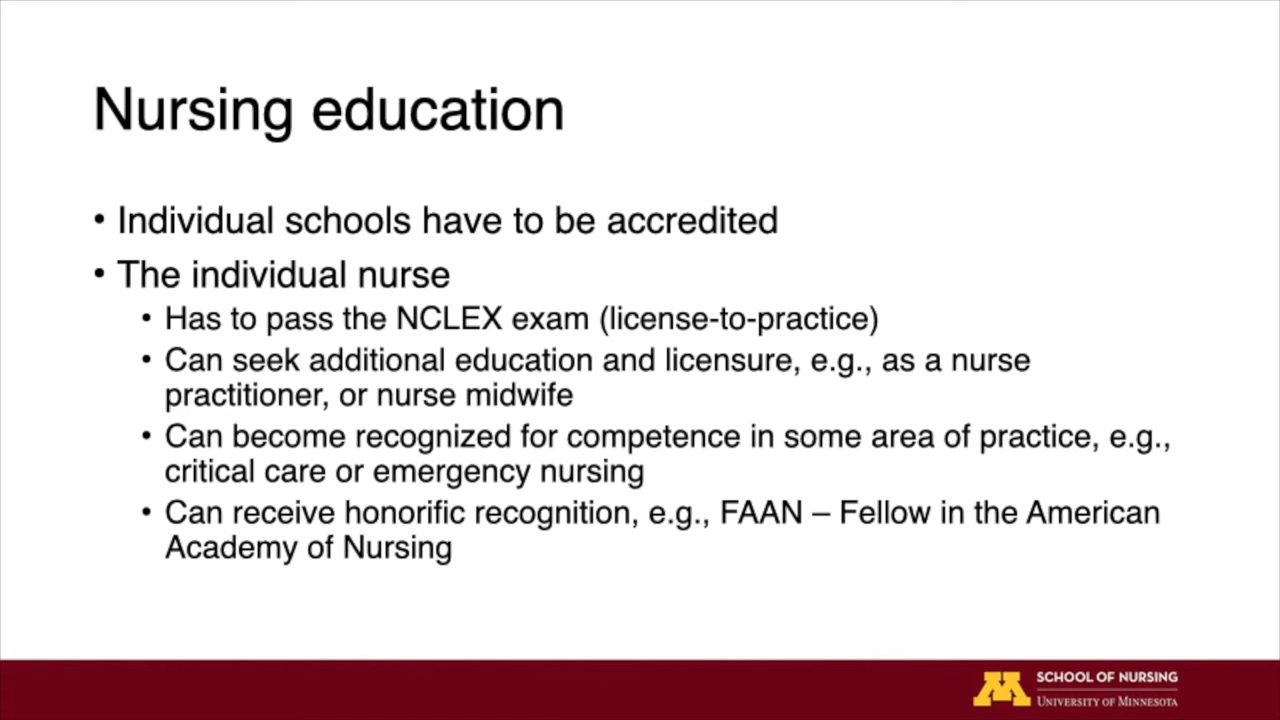 Nursing education
• Individual schools have to be accredited
• The individual nurse
• Has to pass the NCLEX exam (license-to-practice)
• Can seek additional education and licensure, e.g., as a nurse
practitioner, or nurse midwife
• Can become recognized for competence in some area of practice, e.g.,
critical care or emergency nursing
• Can receive honorific recognition, e.g., FAAN – Fellow in the American
Academy of Nursing
M
SCHOOL OF NURSING
UNIVERSITY OF MINNESOTA